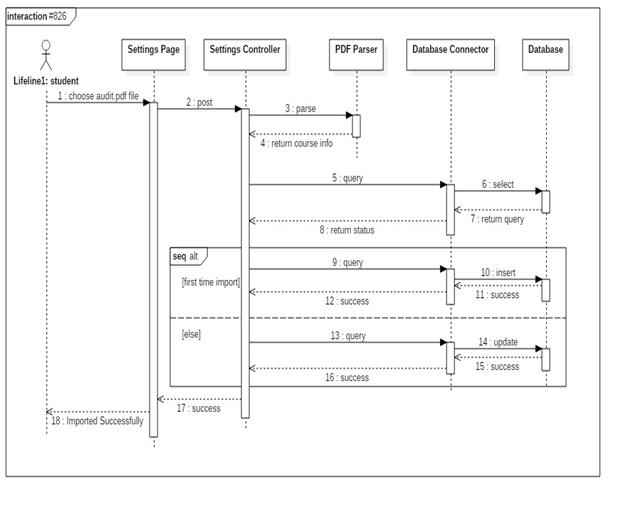 interaction #826
Settings Page
Settings Controller
PDF Parser
Database Connector
Database
Lifeline1: student
1 : choose audit.pdf file
2 : post
3 : parse
4 : return course info
5 : query
6 : select
7 : return query
8 : return status
seq alt
9 : query
[first time import]
10 : insert
11 : success
12 : success
[else]
13 : query
14 : update
15 : success
16 : success
17 : success
18 : Imported Successfully